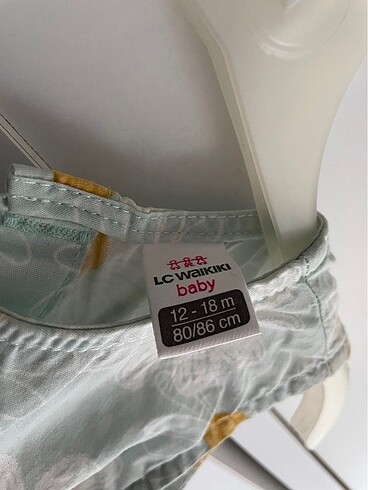 LC WAIKIKI
baby
12 - 18 m
80/86 cm